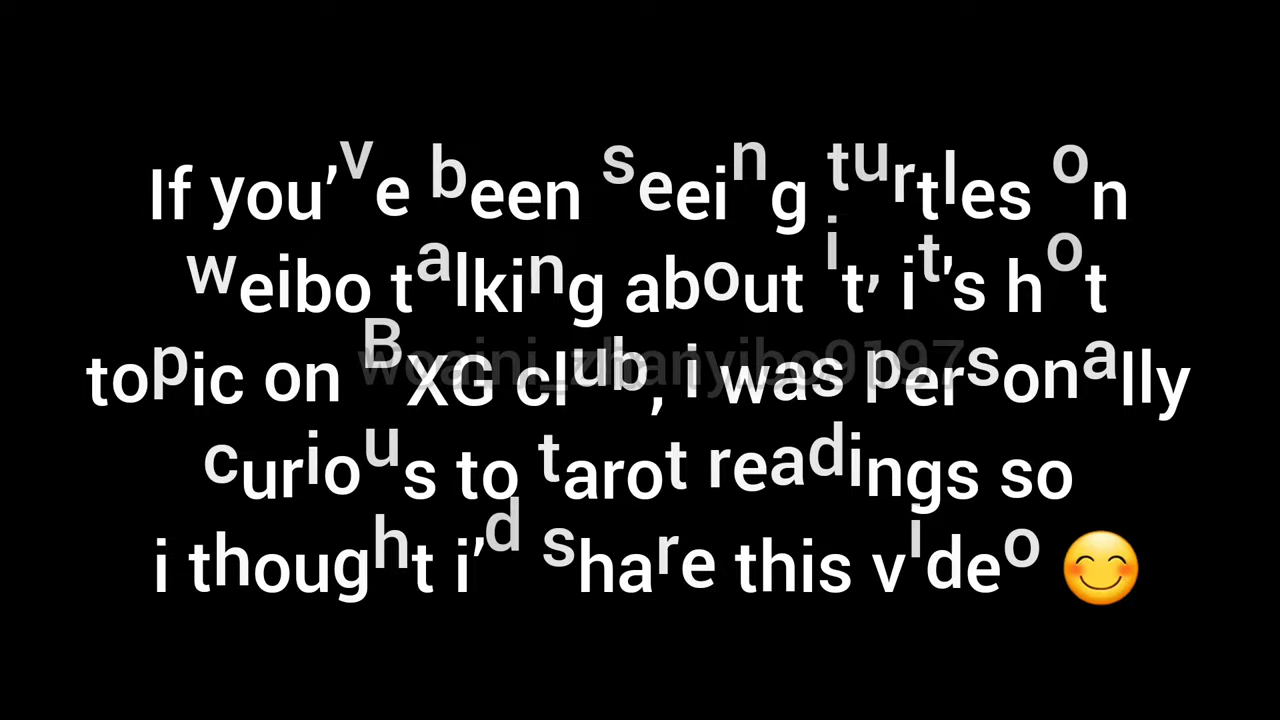 If you’ve been seeing turtles on
weibo talking about it, it's hot
topic on BXG club, i was personally
curious to tarot readings so
i thought i’d share this video 😊
woaini_zhanyibo9197